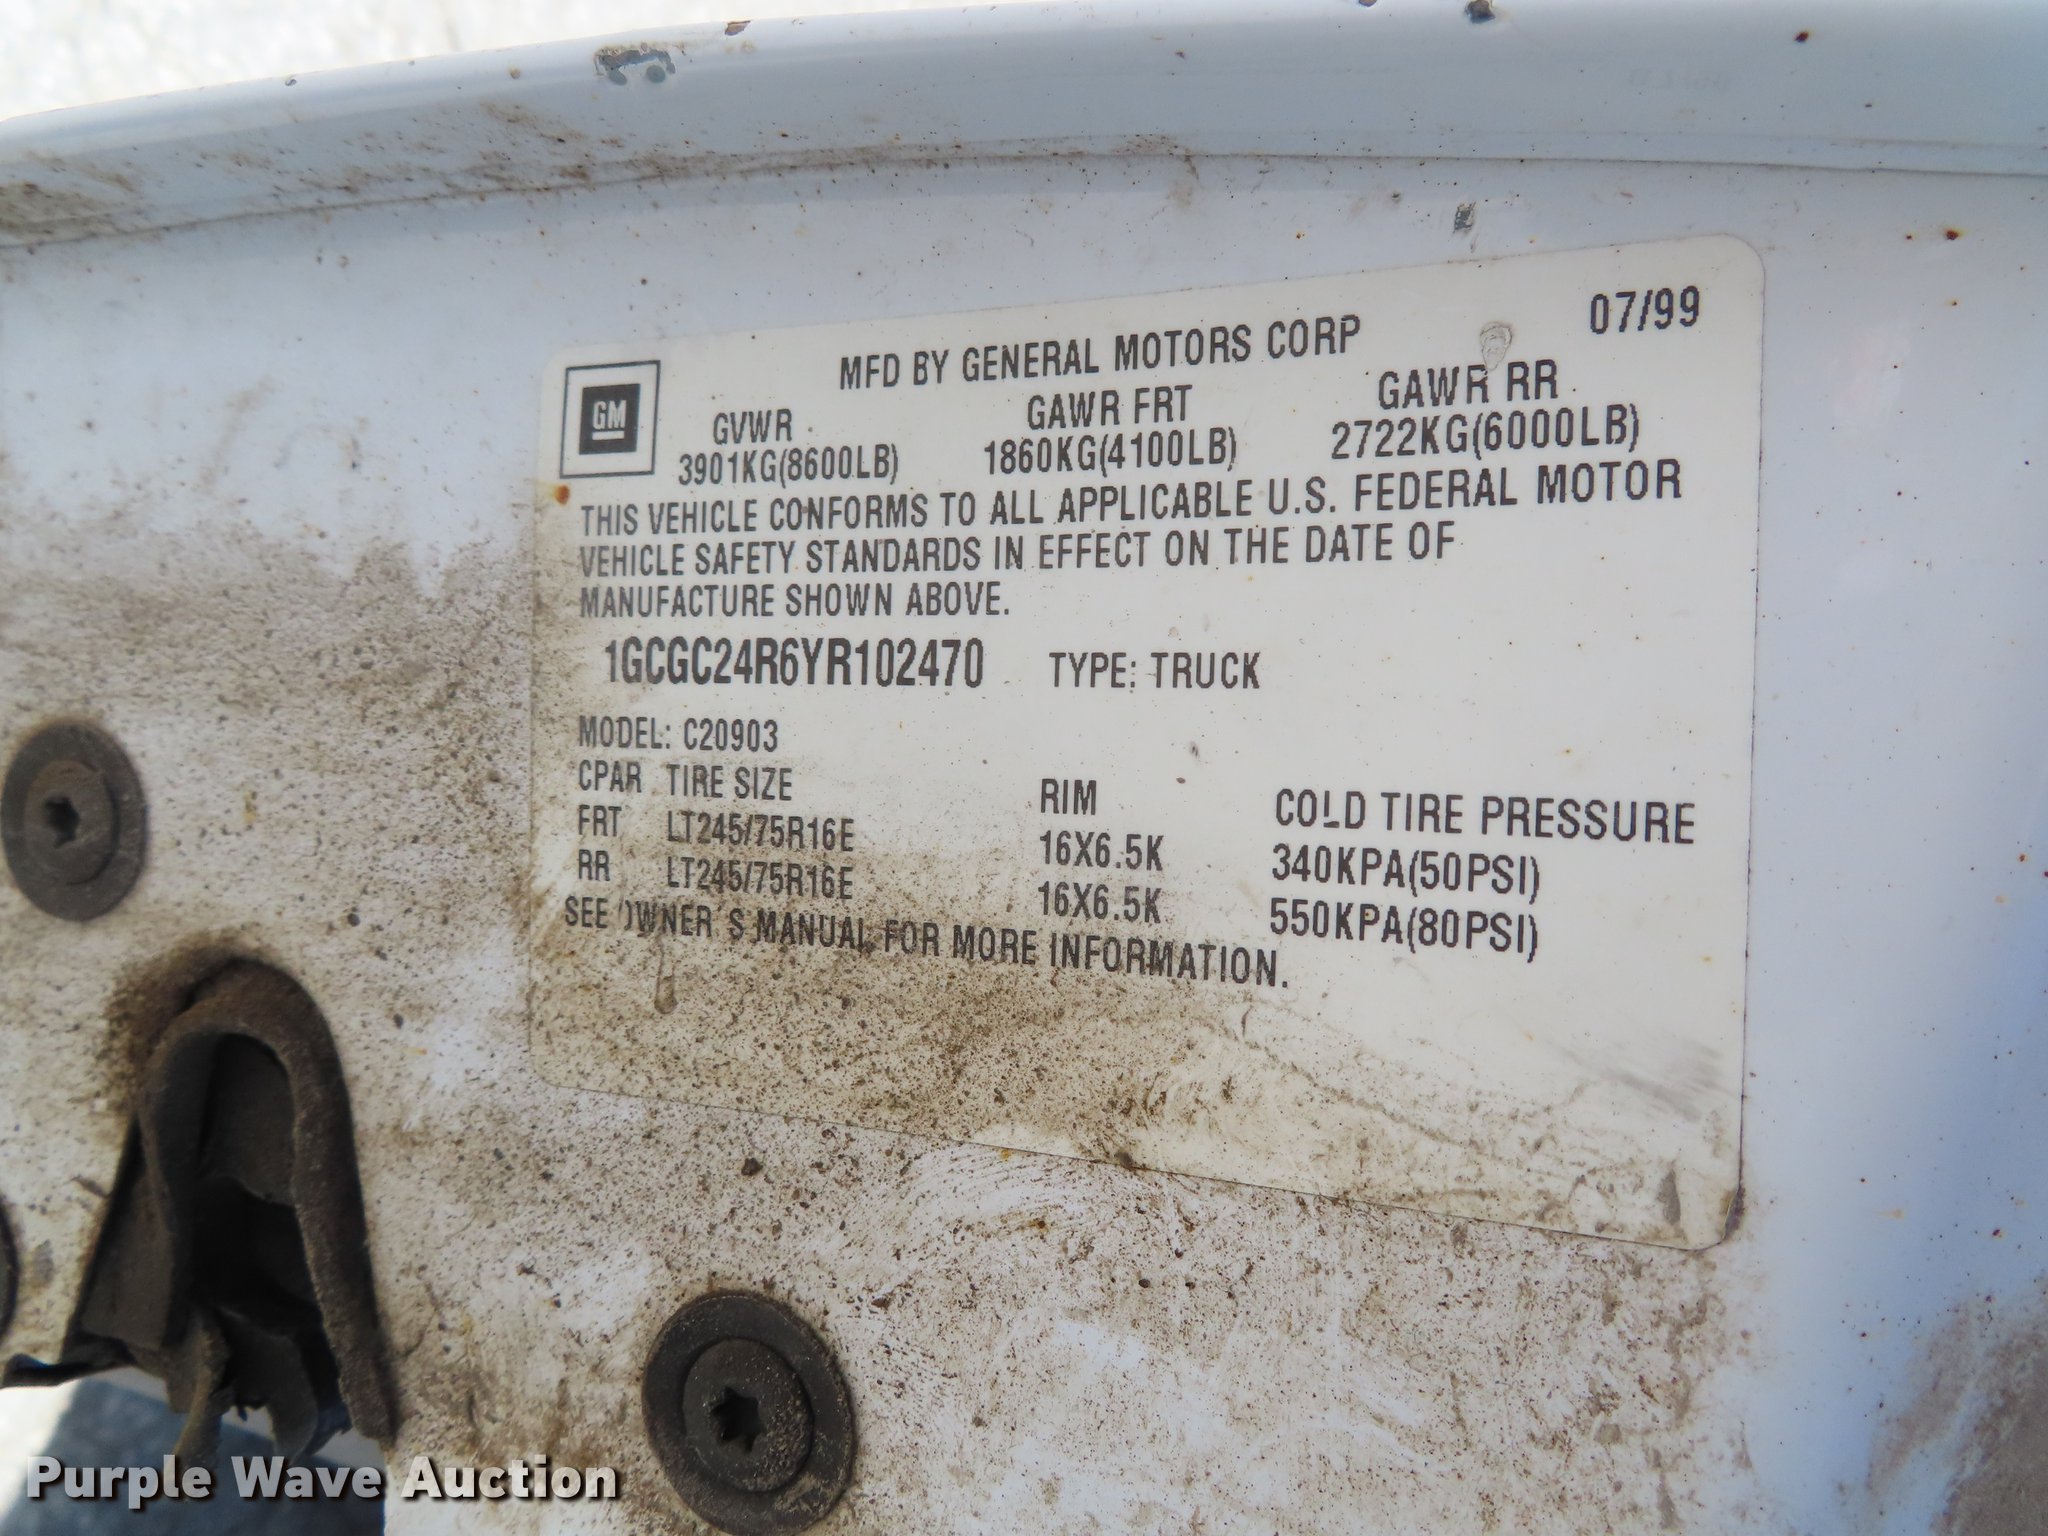 07/99
MFD BY GENERAL MOTORS CORP
GM
GVWR GAWR FRT GAWR RR
3901KG(8600LB) 1860KG(4100LB) 2722KG(6000LB)
THIS VEHICLE CONFORMS TO ALL APPLICABLE U.S. FEDERAL MOTOR
VEHICLE SAFETY STANDARDS IN EFFECT ON THE DATE OF
MANUFACTURE SHOWN ABOVE.
1GCGC24R6YR102470 TYPE: TRUCK
MODEL: C20903
CPAR TIRE SIZE RIM COLD TIRE PRESSURE
FRT LT245/75R16E 16X6.5K 340KPA(50PSI)
RR LT245/75R16E 16X6.5K 550KPA(80PSI)
SEE OWNER'S MANUAL FOR MORE INFORMATION.
Purple Wave Auction